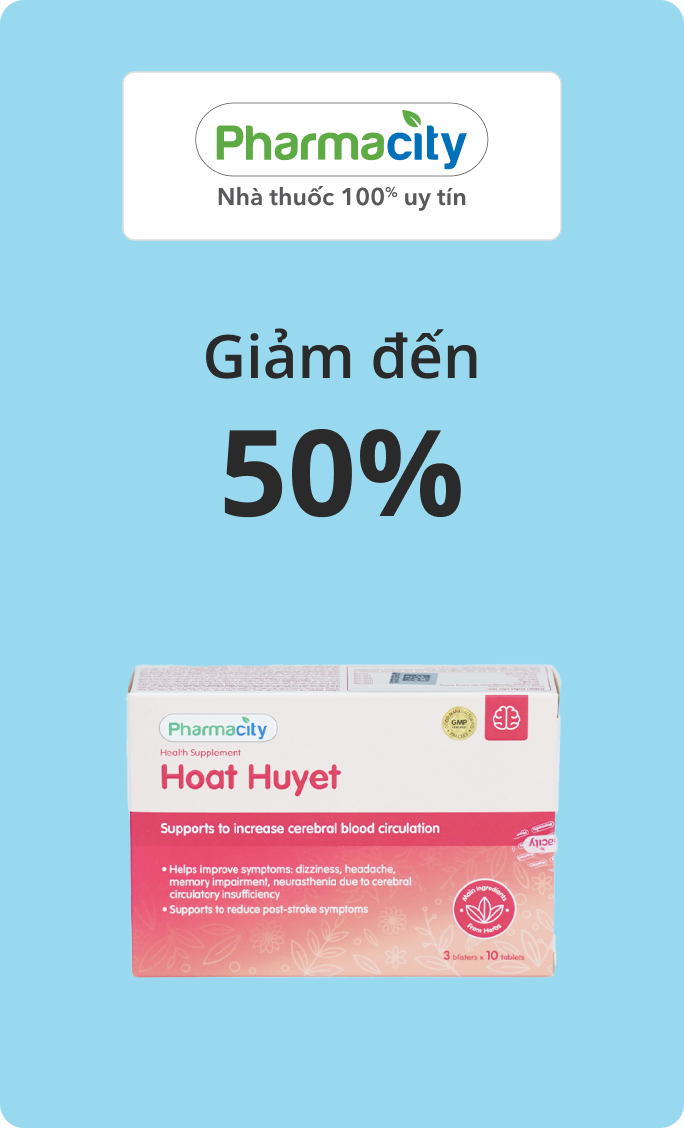 Pharmacity
Nhà thuốc 100% uy tín
Giảm đến
50%
Pharmacity
Health Supplement
Hoat Huyet
GMP
Supports to increase cerebral blood circulation
• Helps improve symptoms: dizziness, headache,
memory impairment, neurasthenia due to cerebral
circulatory insufficiency
• Supports to reduce post-stroke symptoms
Main ingredients
From Herbs
3 blisters x 10 tablets